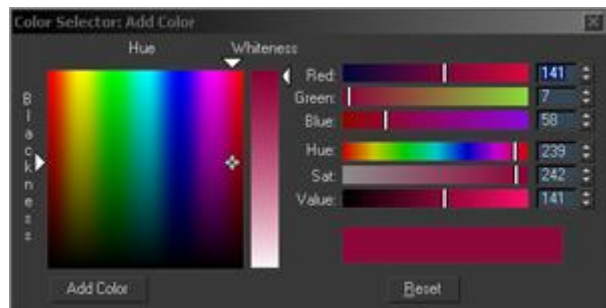 Color Selector: Add Color
Hue
Whiteness
Blackness
Red: 141
Green: 7
Blue: 58
Hue: 239
Sat: 242
Value: 141
Add Color
Reset